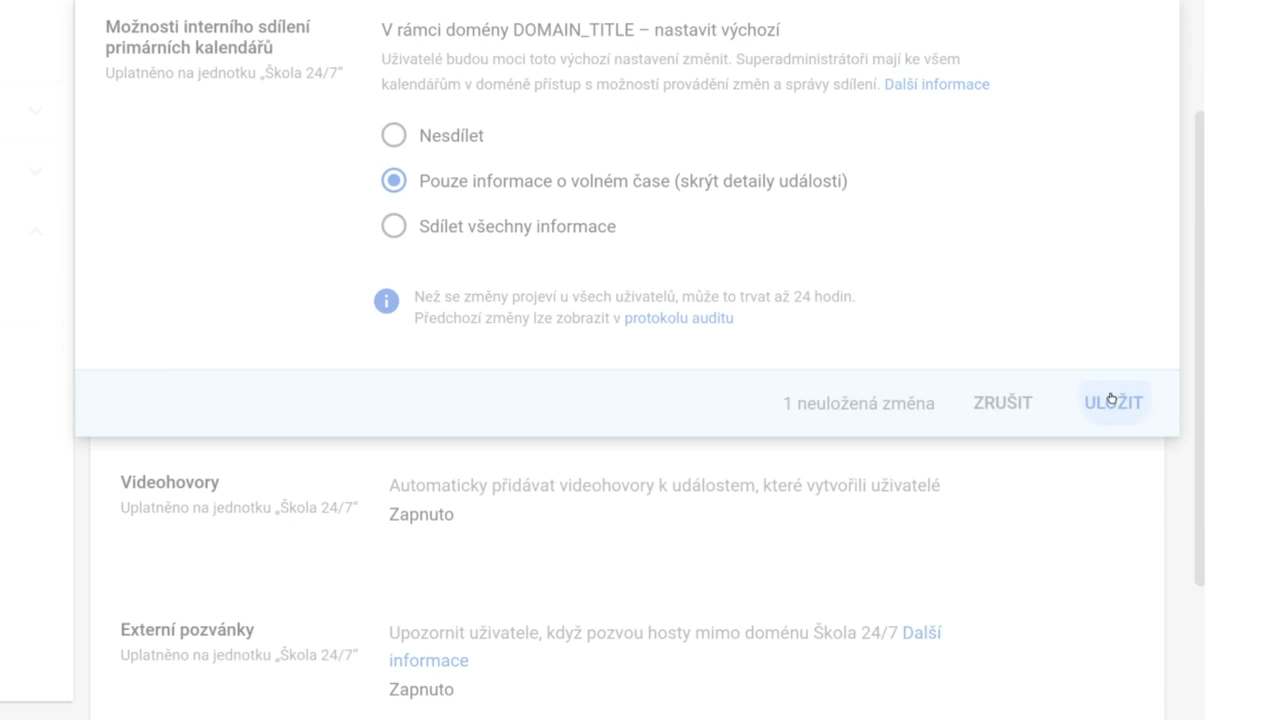 Možnosti interního sdílení
primárních kalendářů
Uplatněno na jednotku „Škola 24/7“
V rámci domény DOMAIN_TITLE – nastavit výchozí
Uživatelé budou moci toto výchozí nastavení změnit. Superadministrátoři mají ke všem
kalendářům v doméně přístup s možností provádění změn a správy sdílení. Další informace
Nesdílet
Pouze informace o volném čase (skrýt detaily události)
Sdílet všechny informace
Než se změny projeví u všech uživatelů, může to trvat až 24 hodin.
Předchozí změny lze zobrazit v protokolu auditu
1 neuložená změna
ZRUŠIT
ULOŽIT
Videohovory
Uplatněno na jednotku „Škola 24/7“
Automaticky přidávat videohovory k událostem, které vytvořili uživatelé
Zapnuto
Externí pozvánky
Uplatněno na jednotku „Škola 24/7“
Upozornit uživatele, když pozvou hosty mimo doménu Škola 24/7 Další
informace
Zapnuto